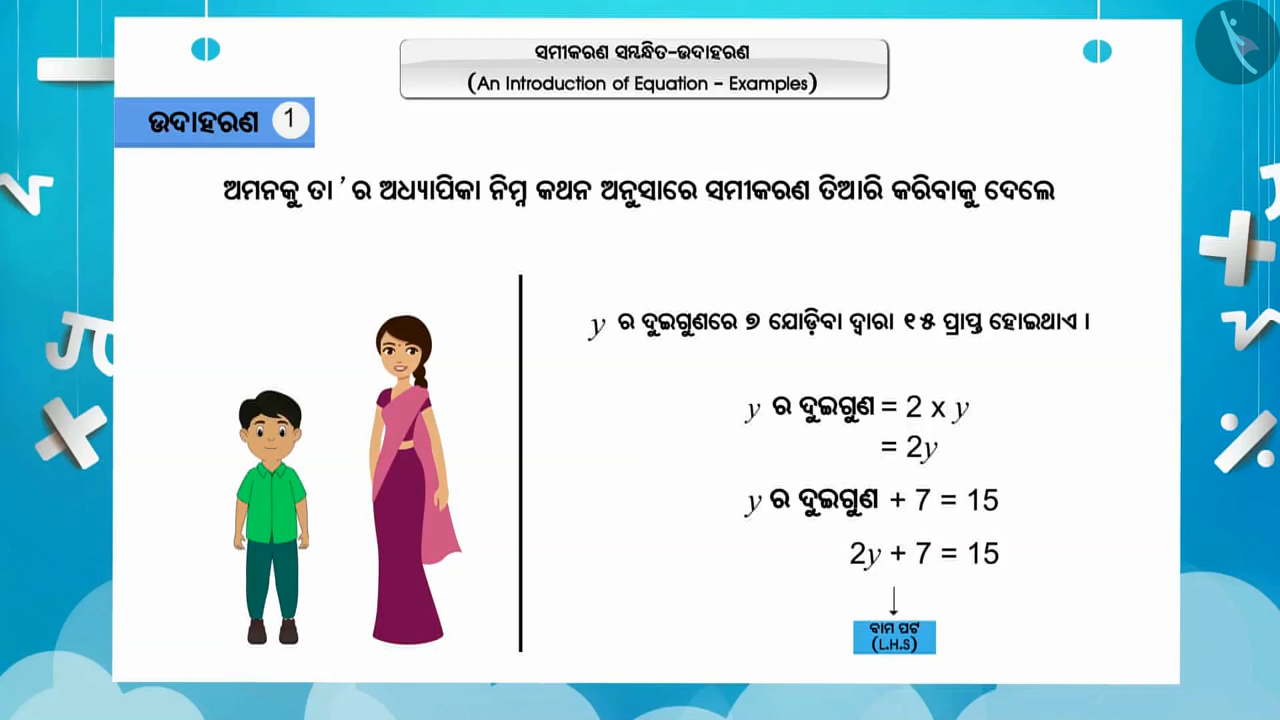 ସମୀକରଣ ସମ୍ବନ୍ଧିତ-ଉଦାହରଣ
(An Introduction of Equation - Examples)
ଉଦାହରଣ 1
ଅମନକୁ ତା'ର ଅଧ୍ୟାପିକା ନିମ୍ନ କଥନ ଅନୁସାରେ ସମୀକରଣ ତିଆରି କରିବାକୁ ଦେଲେ
y ର ଦୁଇଗୁଣରେ ୭ ଯୋଡ଼ିବା ଦ୍ୱାରା ୧୫ ପ୍ରାପ୍ତ ହୋଇଥାଏ ।
y ର ଦୁଇଗୁଣ = 2 x y
= 2y
y ର ଦୁଇଗୁଣ + 7 = 15
2y + 7 = 15
↓
ବାମ ପଟ
(L.H.S)